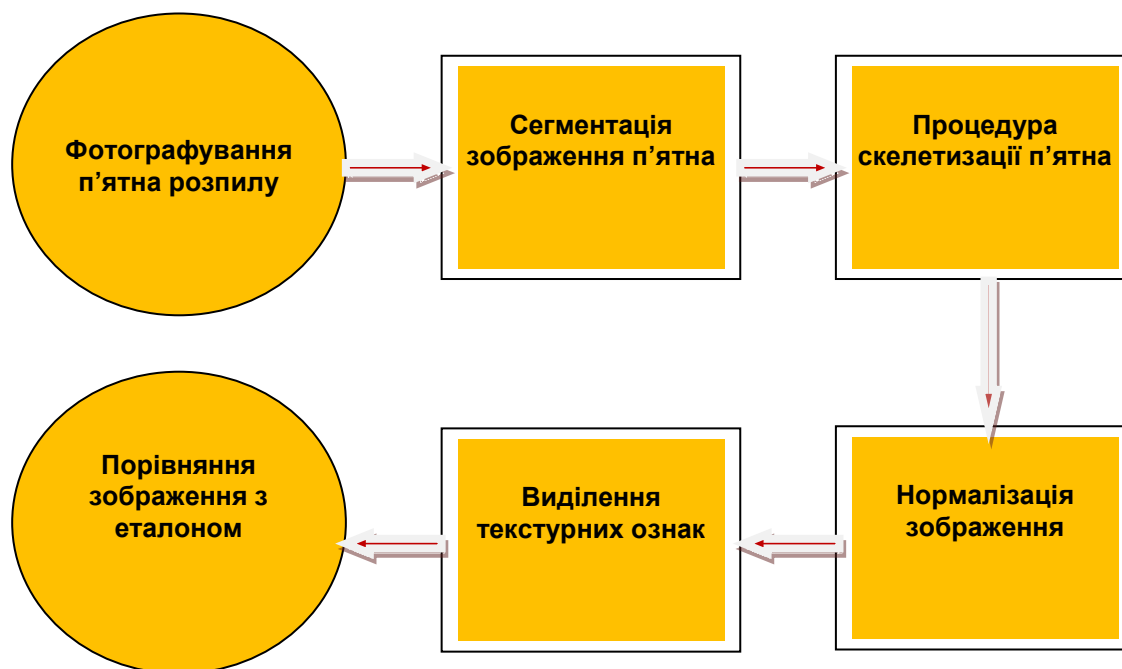 Фотографування
п’ятна розпилу
Сегментація
зображення п’ятна
Процедура
скелетизації п’ятна
Порівняння
зображення з
еталоном
Виділення
текстурних ознак
Нормалізація
зображення